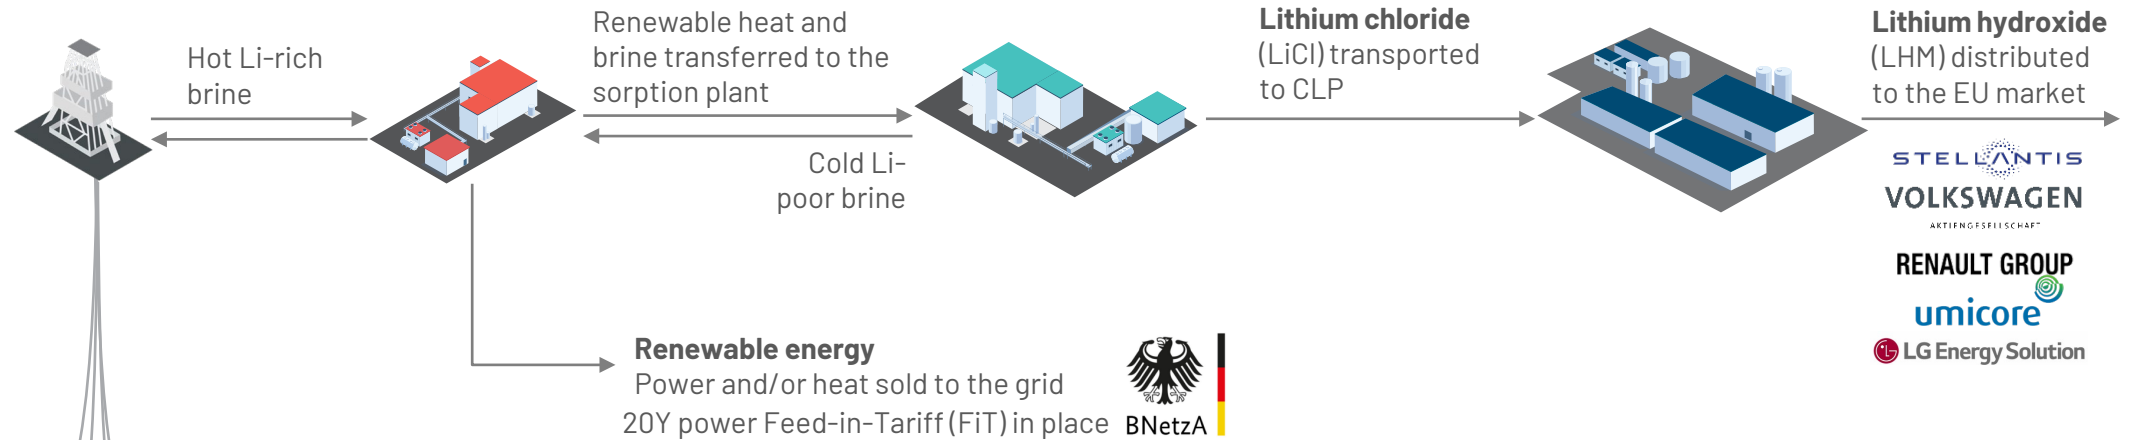 Hot Li-rich
brine
Renewable heat and
brine transferred to the
sorption plant
Cold Li-
poor brine
Lithium chloride
(LiCl) transported
to CLP
Lithium hydroxide
(LHM) distributed
to the EU market
STELLANTIS
VOLKSWAGEN
AKTIENGESELLSCHAFT
RENAULT GROUP
umicore
LG Energy Solution
Renewable energy
Power and/or heat sold to the grid
20Y power Feed-in-Tariff (FiT) in place
BNetzA